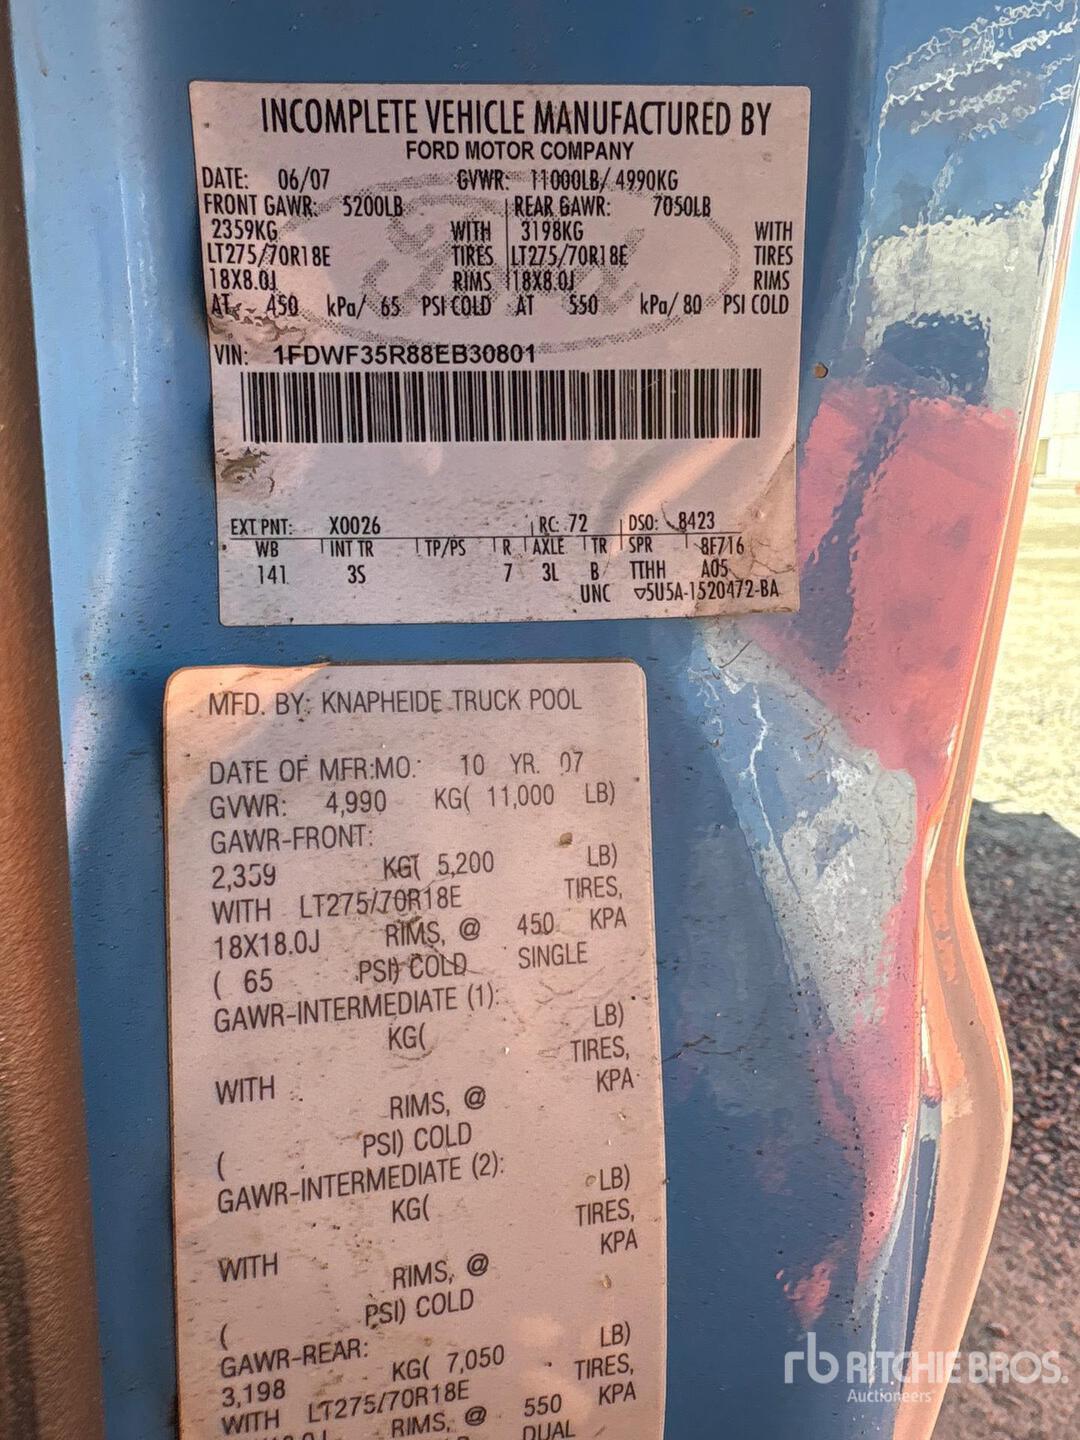 INCOMPLETE VEHICLE MANUFACTURED BY
FORD MOTOR COMPANY
DATE: 06/07 GVWR: 11000LB/ 4990KG
FRONT GAWR: 5200LB REAR GAWR: 7050LB
2359KG WITH 3198KG WITH
LT275/70R18E TIRES LT275/70R18E TIRES
18X8.0J RIMS 18X8.0J RIMS
AT 450 kPa/ 65 PSI COLD AT 550 kPa/ 80 PSI COLD
VIN: 1FDWF35R88EB30801
EXT PNT: X0026 RC: 72 DSO: 8423
WB INT TR TP/PS R AXLE TR SPR 8F716
141 3S 7 3L B TTHH A05
UNC ▽5U5A-1520472-BA
MFD. BY: KNAPHEIDE TRUCK POOL
DATE OF MFR:MO: 10 YR. 07
GVWR: 4,990 KG( 11,000 LB)
GAWR-FRONT:
2,359 KG( 5,200 LB)
WITH LT275/70R18E TIRES,
18X18.0J RIMS, @ 450 KPA
( 65 PSI) COLD SINGLE
GAWR-INTERMEDIATE (1):
KG( LB)
WITH TIRES,
RIMS, @ KPA
( PSI) COLD
GAWR-INTERMEDIATE (2):
KG( LB)
WITH TIRES,
RIMS, @ KPA
( PSI) COLD
GAWR-REAR:
3,198 KG( 7,050 LB)
WITH LT275/70R18E TIRES,
RIMS, @ 550 KPA
DUAL
rb RITCHIE BROS.
Auctioneers